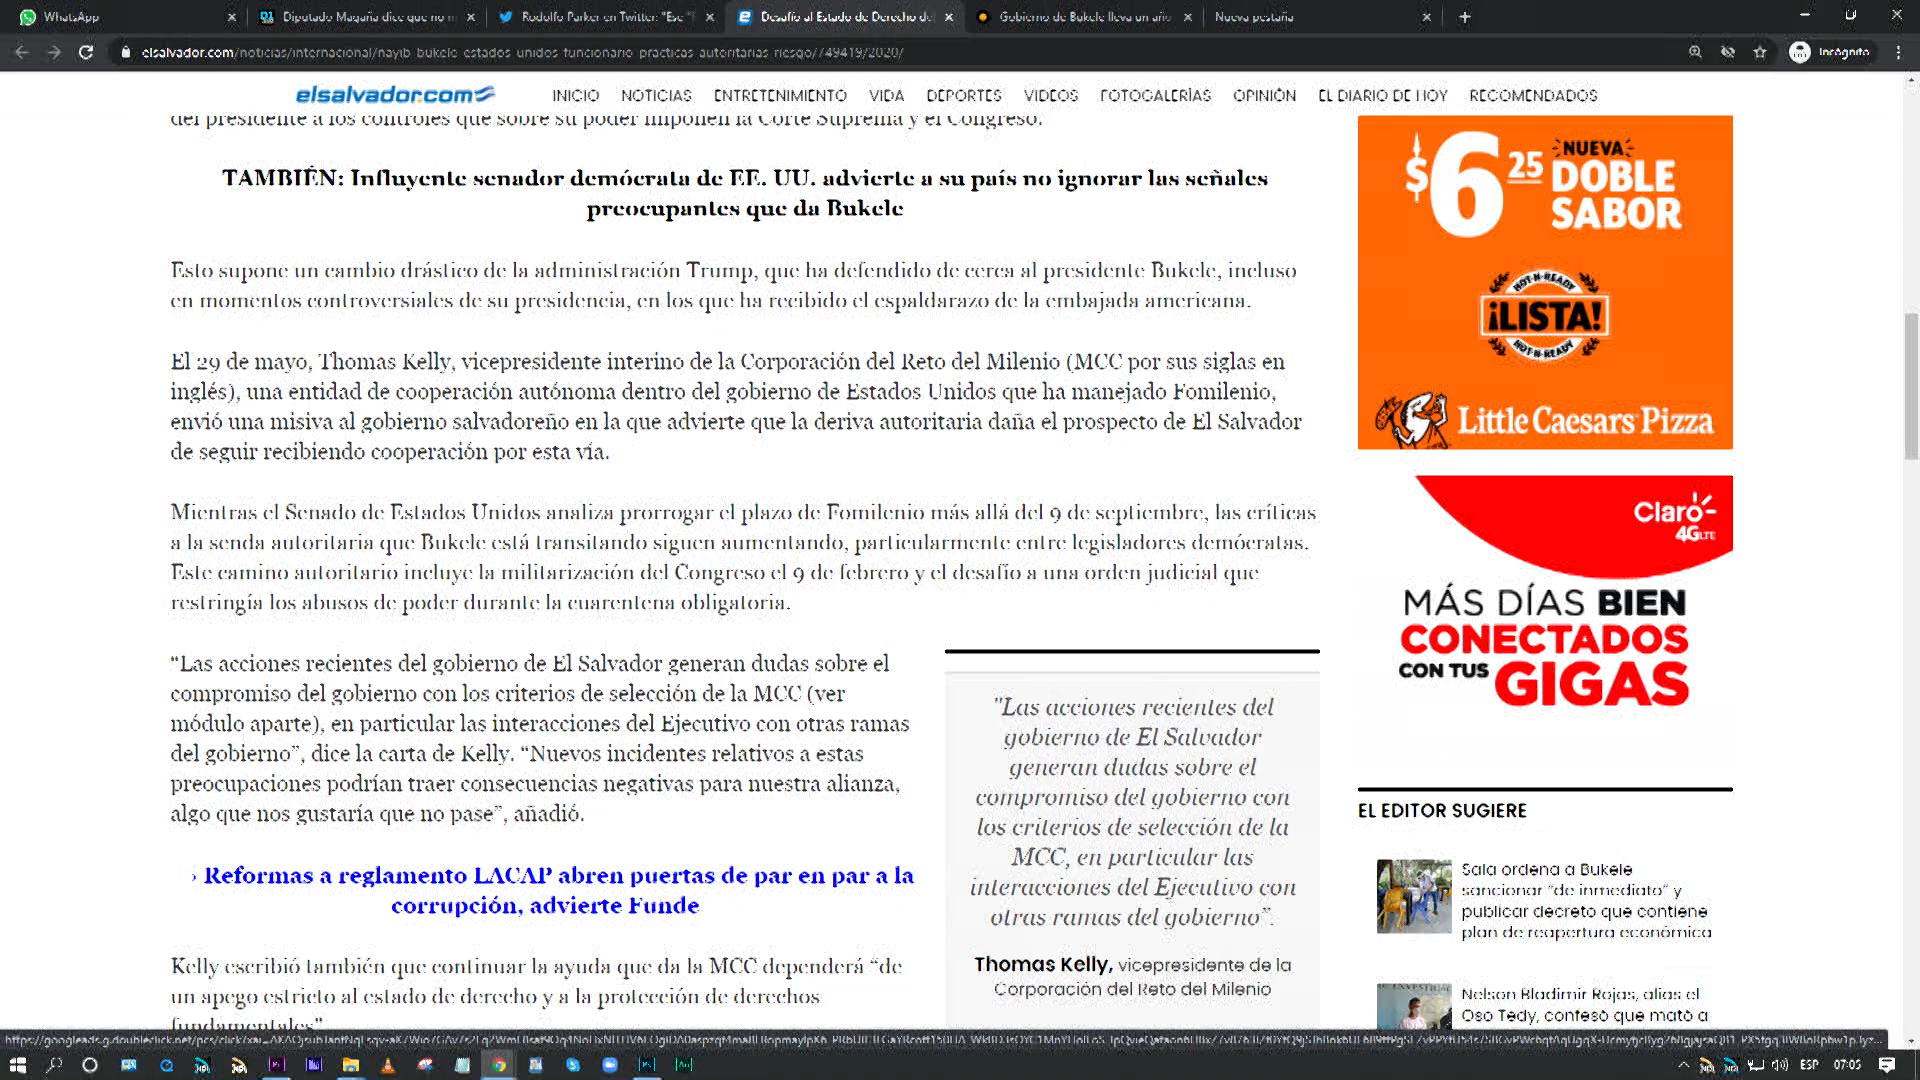 WhatsApp
Diputado Magaña dice que no
Rodolfo Parker en Twitter: "Ese
Desafío al Estado de Derecho de
Gobierno de Bukele lleva un año
Nueva pestaña
elsalvador.com/noticias/internacional/nayib-bukele-estados-unidos-funcionario-practicas-autoritarias-riesgo/749419/2020/
Incógnito
elsalvador.com
INICIO NOTICIAS ENTRETENIMIENTO VIDA DEPORTES VIDEOS FOTOGALERÍAS OPINIÓN EL DIARIO DE HOY RECOMENDADOS
del presidente a los controles que sobre su poder imponen la Corte Suprema y el Congreso.
TAMBIÉN: Influyente senador demócrata de EE. UU. advierte a su país no ignorar las señales
preocupantes que da Bukele
Esto supone un cambio drástico de la administración Trump, que ha defendido de cerca al presidente Bukele, incluso
en momentos controversiales de su presidencia, en los que ha recibido el espaldarazo de la embajada americana.
El 29 de mayo, Thomas Kelly, vicepresidente interino de la Corporación del Reto del Milenio (MCC por sus siglas en
inglés), una entidad de cooperación autónoma dentro del gobierno de Estados Unidos que ha manejado Fomilenio,
envió una misiva al gobierno salvadoreño en la que advierte que la deriva autoritaria daña el prospecto de El Salvador
de seguir recibiendo cooperación por esta vía.
Mientras el Senado de Estados Unidos analiza prorrogar el plazo de Fomilenio más allá del 9 de septiembre, las críticas
a la senda autoritaria que Bukele está transitando siguen aumentando, particularmente entre legisladores demócratas.
Este camino autoritario incluye la militarización del Congreso el 9 de febrero y el desafío a una orden judicial que
restringía los abusos de poder durante la cuarentena obligatoria.
“Las acciones recientes del gobierno de El Salvador generan dudas sobre el
compromiso del gobierno con los criterios de selección de la MCC (ver
módulo aparte), en particular las interacciones del Ejecutivo con otras ramas
del gobierno”, dice la carta de Kelly. “Nuevos incidentes relativos a estas
preocupaciones podrían traer consecuencias negativas para nuestra alianza,
algo que nos gustaría que no pase”, añadió.
› Reformas a reglamento LACAP abren puertas de par en par a la
corrupción, advierte Funde
Kelly escribió también que continuar la ayuda que da la MCC dependerá “de
un apego estricto al estado de derecho y a la protección de derechos
fundamentales”
"Las acciones recientes del
gobierno de El Salvador
generan dudas sobre el
compromiso del gobierno con
los criterios de selección de la
MCC, en particular las
interacciones del Ejecutivo con
otras ramas del gobierno”.
Thomas Kelly, vicepresidente de la
Corporación del Reto del Milenio
$6.25
NUEVA
DOBLE
SABOR
HOT-N-READY
¡LISTA!
HOT-N-READY
Little Caesars Pizza
Claro-
4GLTE
MÁS DÍAS BIEN
CONECTADOS
CON TUS GIGAS
EL EDITOR SUGIERE
Sala ordena a Bukele
sancionar “de inmediato” y
publicar decreto que contiene
plan de reapertura económica
Nelson Bladimir Rojas, alias el
Oso Tedy, confesó que mató a
ESP 07:05